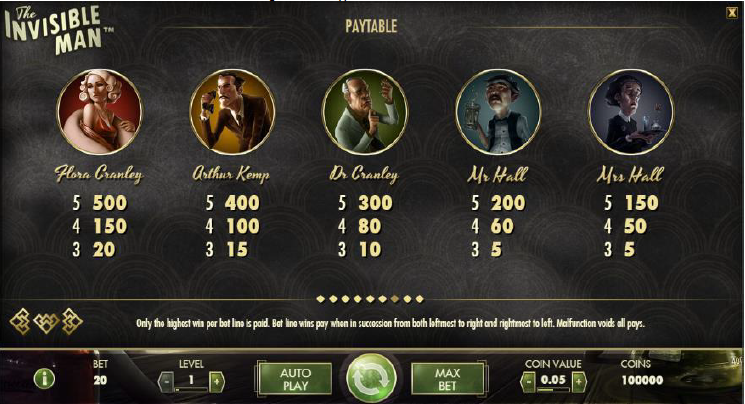 The
INVISIBLE
MAN™
PAYTABLE
X
Flora Cranley Arthur Kemp Dr Cranley Mr Hall Mrs Hall
5 500 5 400 5 300 5 200 5 150
4 150 4 100 4 80 4 60 4 50
3 20 3 15 3 10 3 5 3 5
Only the highest win per bet line is paid. Bet line wins pay when in succession from both leftmost to right and rightmost to left. Malfunction voids all pays.
BET LEVEL AUTO PLAY MAX BET COIN VALUE COINS
i 20 - 1 + - 0.05 + 100000